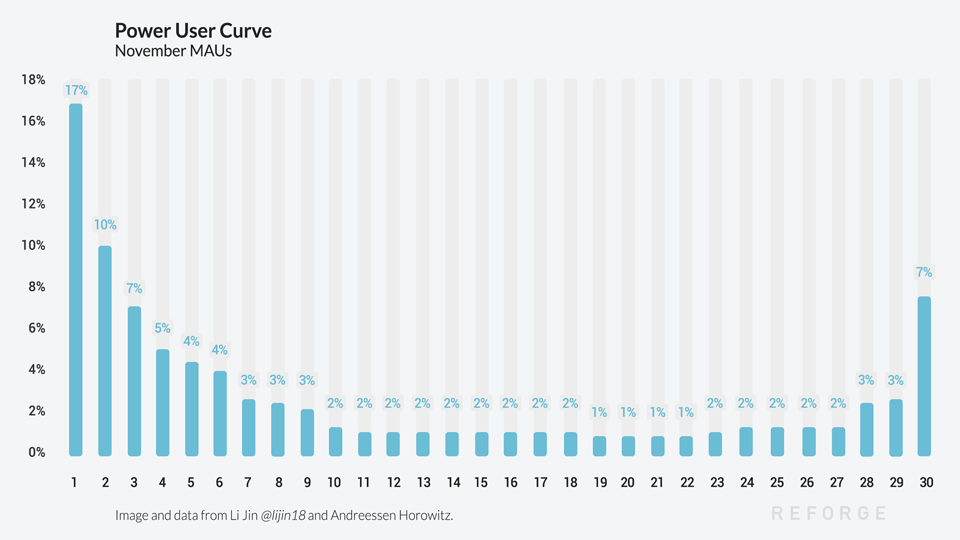 Power User Curve
November MAUs
18%
16%
14%
12%
10%
8%
6%
4%
2%
0%
17% 10% 7% 5% 4% 4% 3% 3% 3% 2% 2% 2% 2% 2% 2% 2% 2% 2% 1% 1% 1% 1% 2% 2% 2% 2% 2% 3% 3% 7%
1 2 3 4 5 6 7 8 9 10 11 12 13 14 15 16 17 18 19 20 21 22 23 24 25 26 27 28 29 30
Image and data from Li Jin @lijin18 and Andreessen Horowitz.
REFORGE